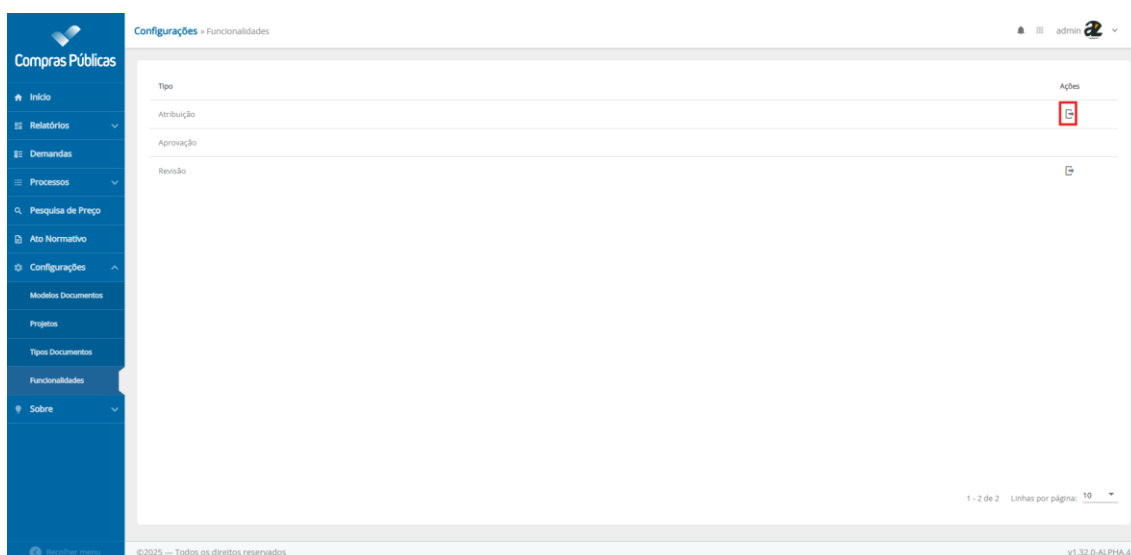 Compras Públicas
Início
Relatórios
Demandas
Processos
Pesquisa de Preço
Ato Normativo
Configurações
Modelos Documentos
Projetos
Tipos Documentos
Funcionalidades
Sobre
Recolher menu
Configurações » Funcionalidades
admin
Tipo Ações
Atribuição
Aprovação
Revisão
1 - 2 de 2 Linhas por página: 10
©2025 — Todos os direitos reservados
v1.32.0-ALPHA